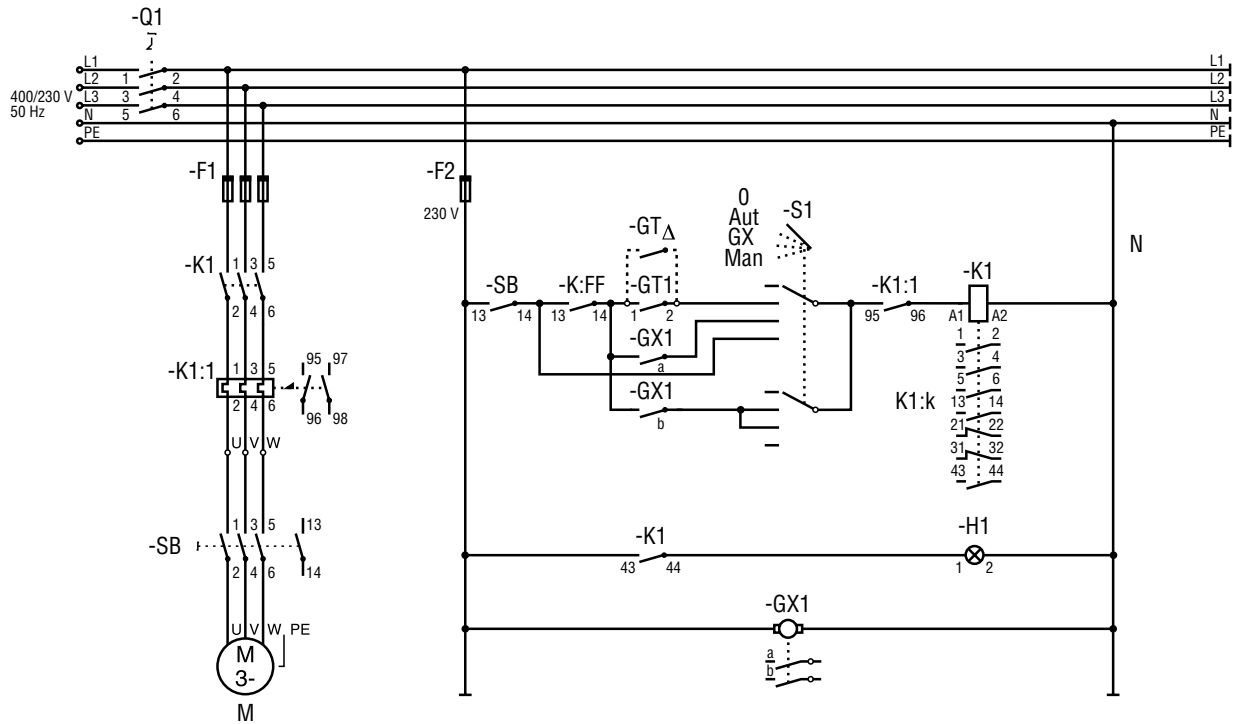 -Q1
L1 L1
L2 1 2 L2
400/230 V L3 3 4 L3
50 Hz N 5 6 N
PE PE
-F1 -F2
230 V
0
Aut
GX
Man
-S1
N
-GT△
-K1 1 3 5
2 4 6
-SB -K:FF -GT1 -K1:1 -K1
13 14 13 14 1 2 95 96 A1 A2
-GX1
a
-GX1
b
K1:k
1 2
3 4
5 6
13 14
21 22
31 32
43 44
-K1:1 1 3 5 95 97
2 4 6 96 98
U V W
-SB 1 3 5 13
2 4 6 14
-K1 -H1
43 44 1 2
-GX1
a
b
U V W PE
M
3-
M